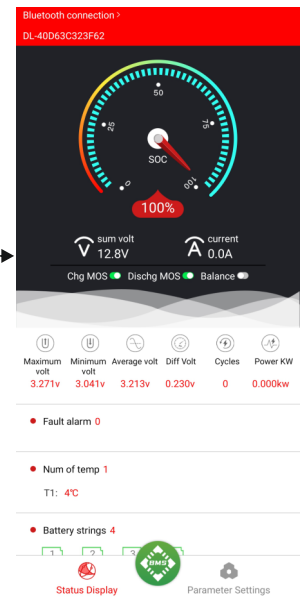 Bluetooth connection >
DL-40D63C323F62
0
25
50
75
100
SOC
100%
sum volt
V 12.8V
current
A 0.0A
Chg MOS Dischg MOS Balance
Maximum volt Minimum volt Average volt Diff Volt Cycles Power KW
3.271v 3.041v 3.213v 0.230v 0 0.000kw
Fault alarm 0
Num of temp 1
T1: 4℃
Battery strings 4
1 2 3
BMS
Status Display Parameter Settings